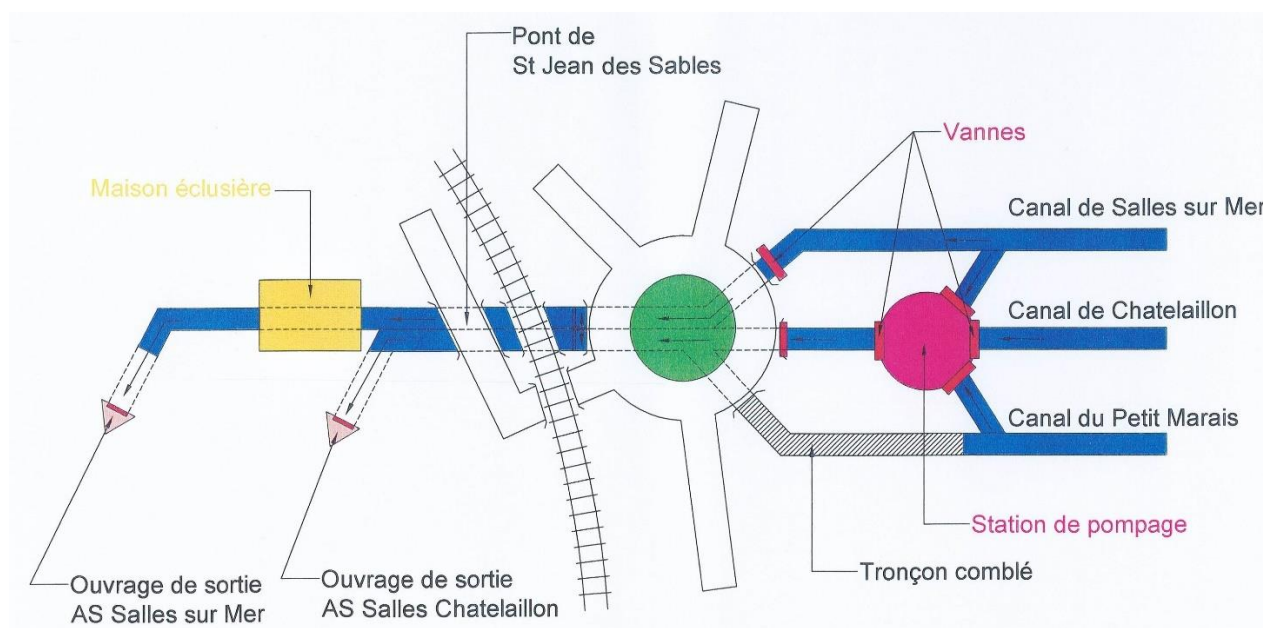 Pont de
St Jean des Sables
Vannes
Maison éclusière
Canal de Salles sur Mer
Canal de Chatelaillon
Canal du Petit Marais
Station de pompage
Tronçon comblé
Ouvrage de sortie
AS Salles sur Mer
Ouvrage de sortie
AS Salles Chatelaillon